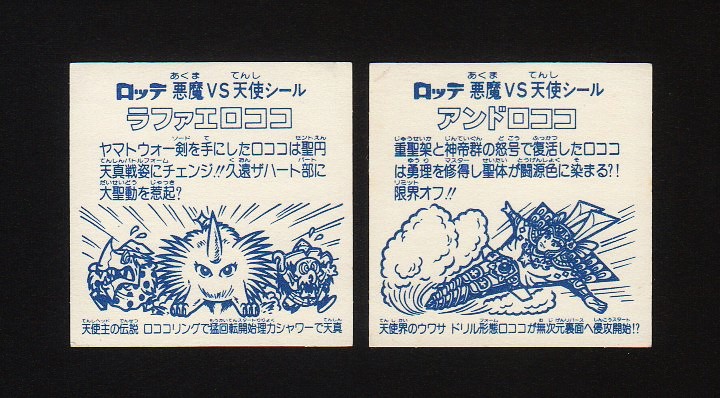 ロッテ 悪魔VS天使シール
ラファエロココ
ヤマトウォー剣を手にしたロココは聖円
天真戦姿にチェンジ!!久遠ザハート部に
大聖動を惹起?
天使主の伝説 ロココリングで猛回転開始理力シャワーで天真
ロッテ 悪魔VS天使シール
アンドロココ
重聖架と神帝群の怒号で復活したロココ
は勇理を修得し聖体が闘源色に染まる?!
限界オフ!!
天使界のウワサ ドリル形態ロココが無次元裏面へ侵攻開始!?